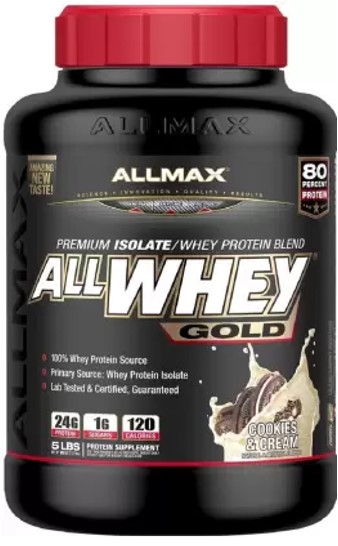 ALLMAX
AMAZING
NEW
TASTE!
ALLMAX
SCIENCE • INNOVATION • QUALITY • RESULTS
80
PERCENT
PROTEIN
PREMIUM ISOLATE/WHEY PROTEIN BLEND
ALLWHEY
GOLD
100% Whey Protein Source
Primary Source: Whey Protein Isolate
Lab Tested & Certified, Guaranteed
24G
PROTEIN
1G
SUGARS
120
CALORIES
5 LBS
PROTEIN SUPPLEMENT
COOKIES
& CREAM
ALLMAX